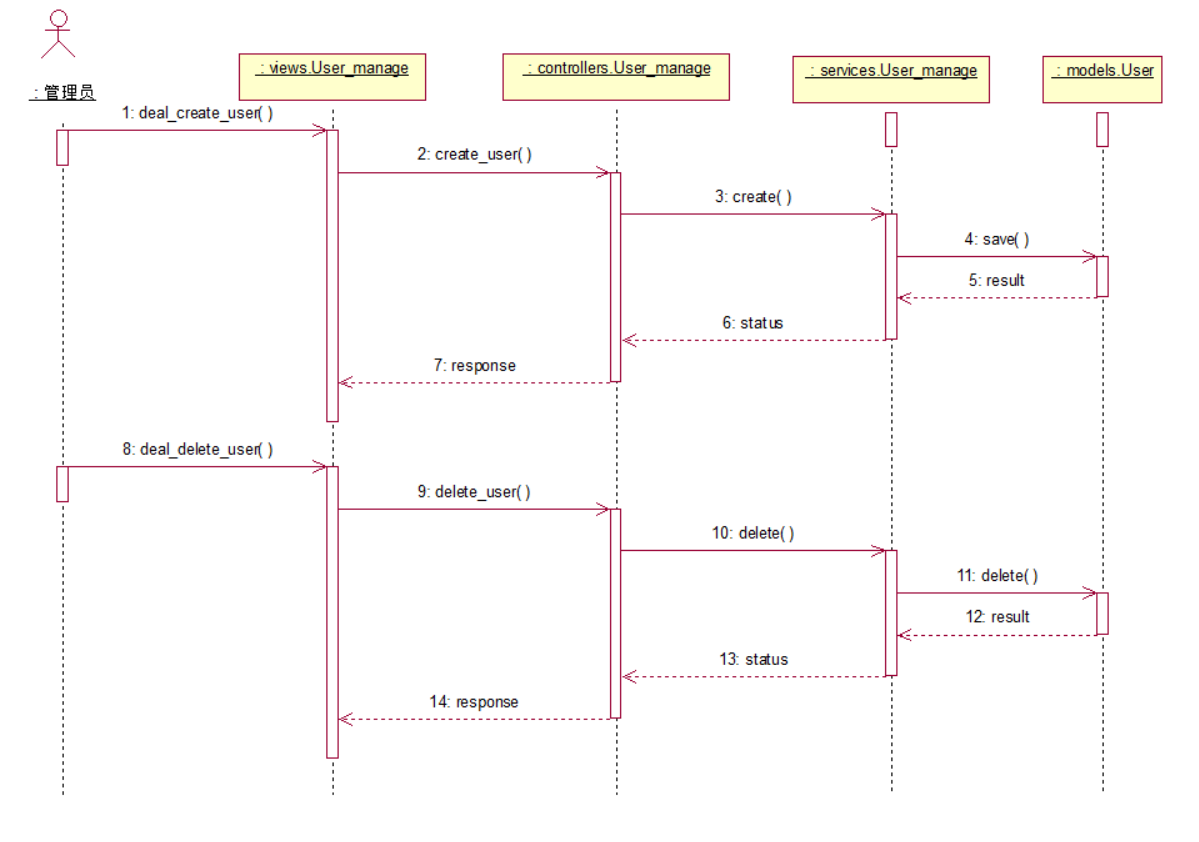 : views.User_manage
: controllers.User_manage
: services.User_manage
: models.User
: 管理员
1: deal_create_user( )
2: create_user( )
3: create( )
4: save( )
5: result
6: status
7: response
8: deal_delete_user( )
9: delete_user( )
10: delete( )
11: delete( )
12: result
13: status
14: response